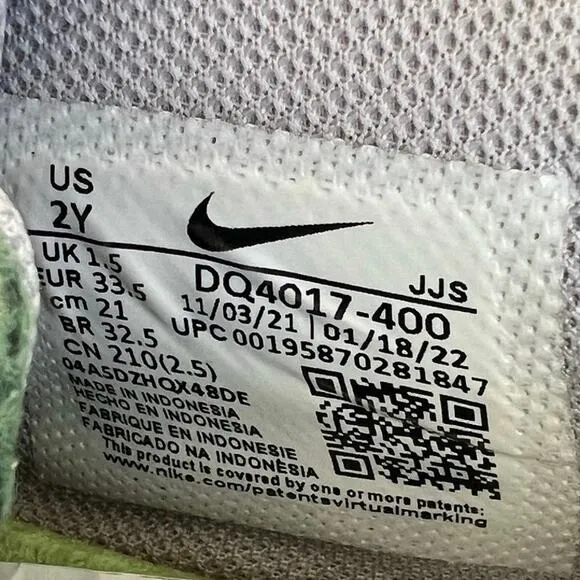 US
2Y
UK 1.5
EUR 33.5
cm 21
BR 32.5
CN 210(2.5)
JJS
DQ4017-400
11/03/21 | 01/18/22
UPC 00195870281847
04A5DZHOX48DE
MADE IN INDONESIA
HECHO EN INDONESIA
FABRIQUE EN INDONESIE
FABRICADO NA INDONÉSIA
This product is covered by one or more patents:
www.nike.com/patentsvirtualmarking